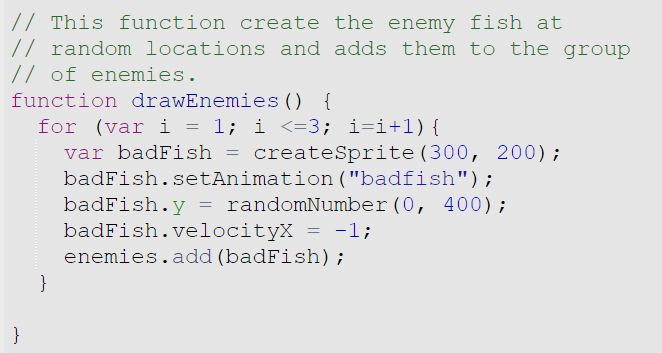 // This function create the enemy fish at
// random locations and adds them to the group
// of enemies.
function drawEnemies() {
  for (var i = 1; i <=3; i=i+1){
    var badFish = createSprite(300, 200);
    badFish.setAnimation("badfish");
    badFish.y = randomNumber(0, 400);
    badFish.velocityX = -1;
    enemies.add(badFish);
  }
}